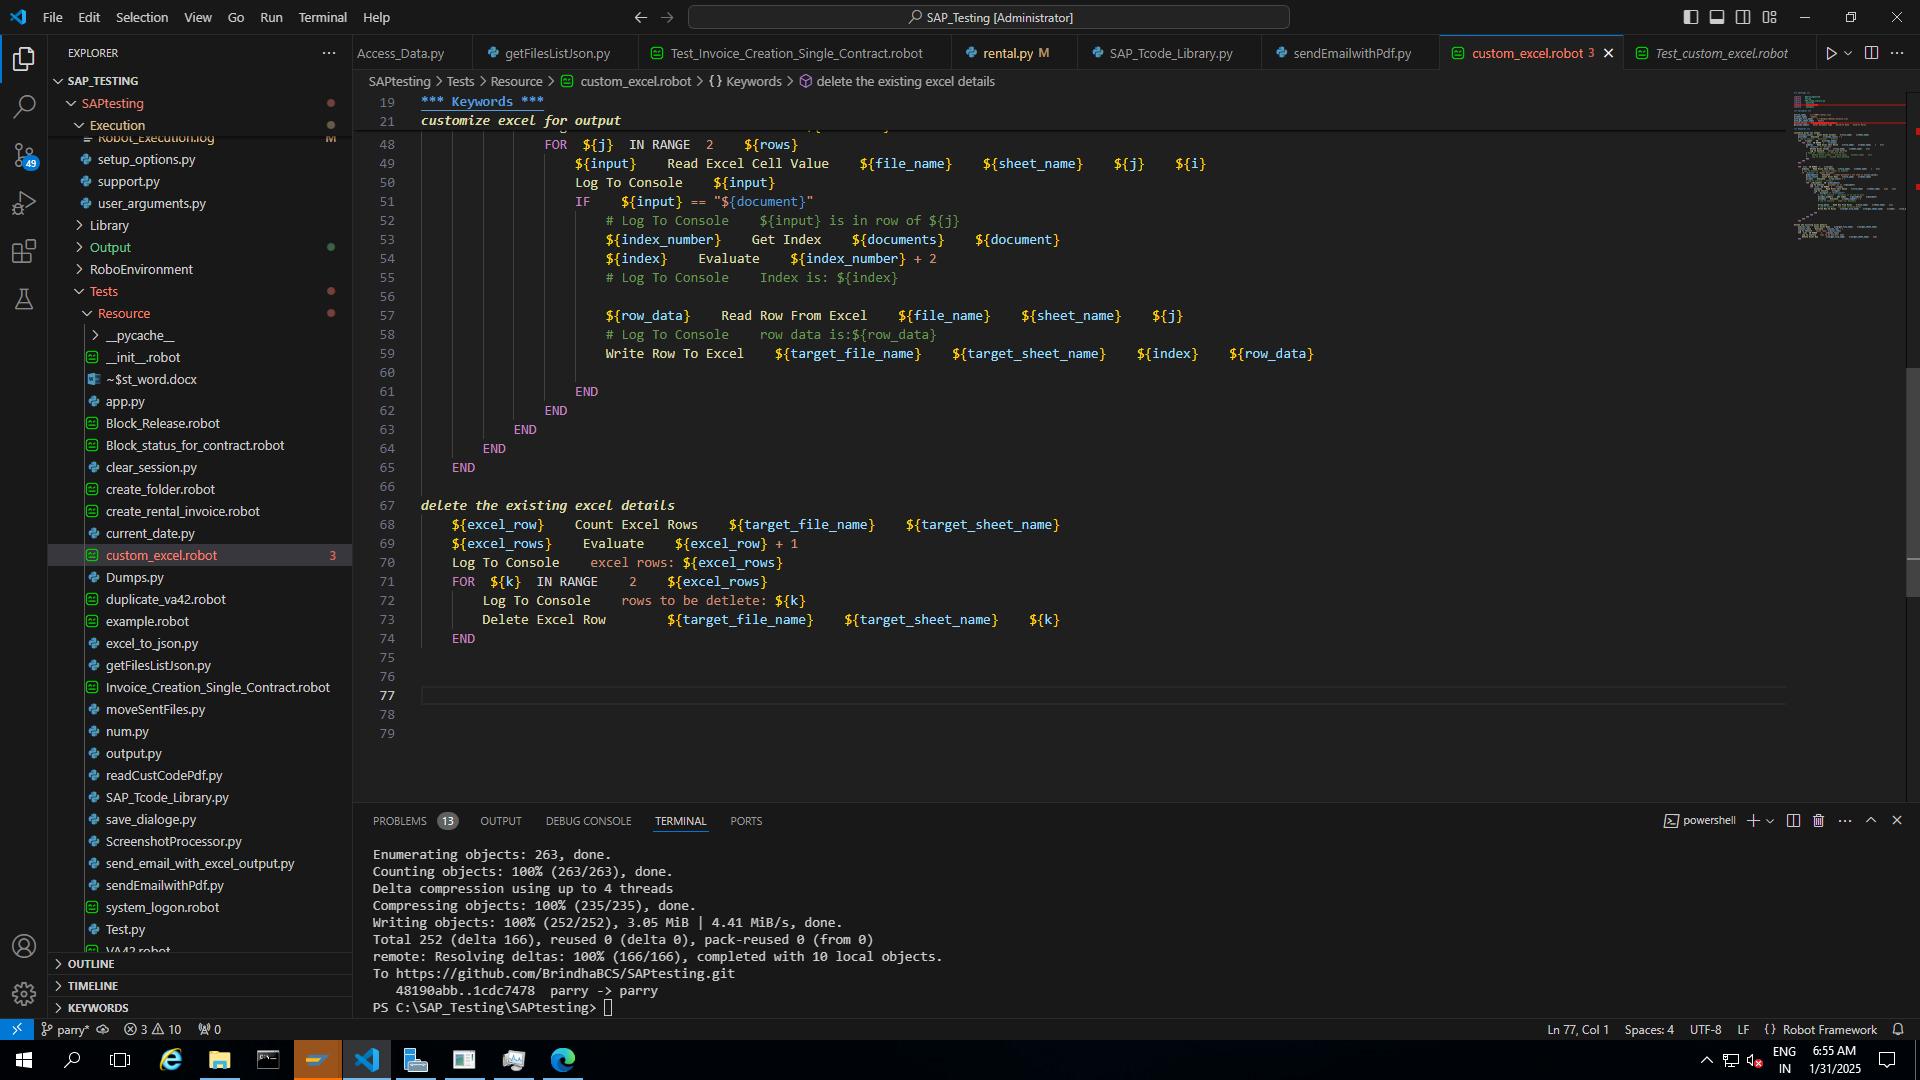 File Edit Selection View Go Run Terminal Help
SAP_Testing [Administrator]
EXPLORER
SAP_TESTING
SAPtesting
Execution
Robot_Execution.log M
setup_options.py
support.py
user_arguments.py
Library
Output
RoboEnvironment
Tests
Resource
__pycache__
__init__.robot
~$st_word.docx
app.py
Block_Release.robot
Block_status_for_contract.robot
clear_session.py
create_folder.robot
create_rental_invoice.robot
current_date.py
custom_excel.robot 3
Dumps.py
duplicate_va42.robot
example.robot
excel_to_json.py
getFilesListJson.py
Invoice_Creation_Single_Contract.robot
moveSentFiles.py
num.py
output.py
readCustCodePdf.py
SAP_Tcode_Library.py
save_dialoge.py
ScreenshotProcessor.py
send_email_with_excel_output.py
sendEmailwithPdf.py
system_logon.robot
Test.py
VA42.robot
OUTLINE
TIMELINE
KEYWORDS
49
Access_Data.py getFilesListJson.py Test_Invoice_Creation_Single_Contract.robot rental.py M SAP_Tcode_Library.py sendEmailwithPdf.py custom_excel.robot 3 Test_custom_excel.robot
SAPtesting > Tests > Resource > custom_excel.robot > {} Keywords > delete the existing excel details
19 *** Keywords ***
21 customize excel for output
48 FOR ${j} IN RANGE 2 ${rows}
49 ${input} Read Excel Cell Value ${file_name} ${sheet_name} ${j} ${i}
50 Log To Console ${input}
51 IF ${input} == "${document}"
52 # Log To Console ${input} is in row of ${j}
53 ${index_number} Get Index ${documents} ${document}
54 ${index} Evaluate ${index_number} + 2
55 # Log To Console Index is: ${index}
56
57 ${row_data} Read Row From Excel ${file_name} ${sheet_name} ${j}
58 # Log To Console row data is:${row_data}
59 Write Row To Excel ${target_file_name} ${target_sheet_name} ${index} ${row_data}
60
61 END
62 END
63 END
64 END
65 END
66
67 delete the existing excel details
68 ${excel_row} Count Excel Rows ${target_file_name} ${target_sheet_name}
69 ${excel_rows} Evaluate ${excel_row} + 1
70 Log To Console excel rows: ${excel_rows}
71 FOR ${k} IN RANGE 2 ${excel_rows}
72 Log To Console rows to be detlete: ${k}
73 Delete Excel Row ${target_file_name} ${target_sheet_name} ${k}
74 END
75
76
77
78
79
PROBLEMS 13 OUTPUT DEBUG CONSOLE TERMINAL PORTS powershell
Enumerating objects: 263, done.
Counting objects: 100% (263/263), done.
Delta compression using up to 4 threads
Compressing objects: 100% (235/235), done.
Writing objects: 100% (252/252), 3.05 MiB | 4.41 MiB/s, done.
Total 252 (delta 166), reused 0 (delta 0), pack-reused 0 (from 0)
remote: Resolving deltas: 100% (166/166), completed with 10 local objects.
To https://github.com/BrindhaBCS/SAPtesting.git
48190abb..1cdc7478 parry -> parry
PS C:\SAP_Testing\SAPtesting>
parry* 3 10 0 Ln 77, Col 1 Spaces: 4 UTF-8 LF {} Robot Framework
ENG 6:55 AM
IN 1/31/2025